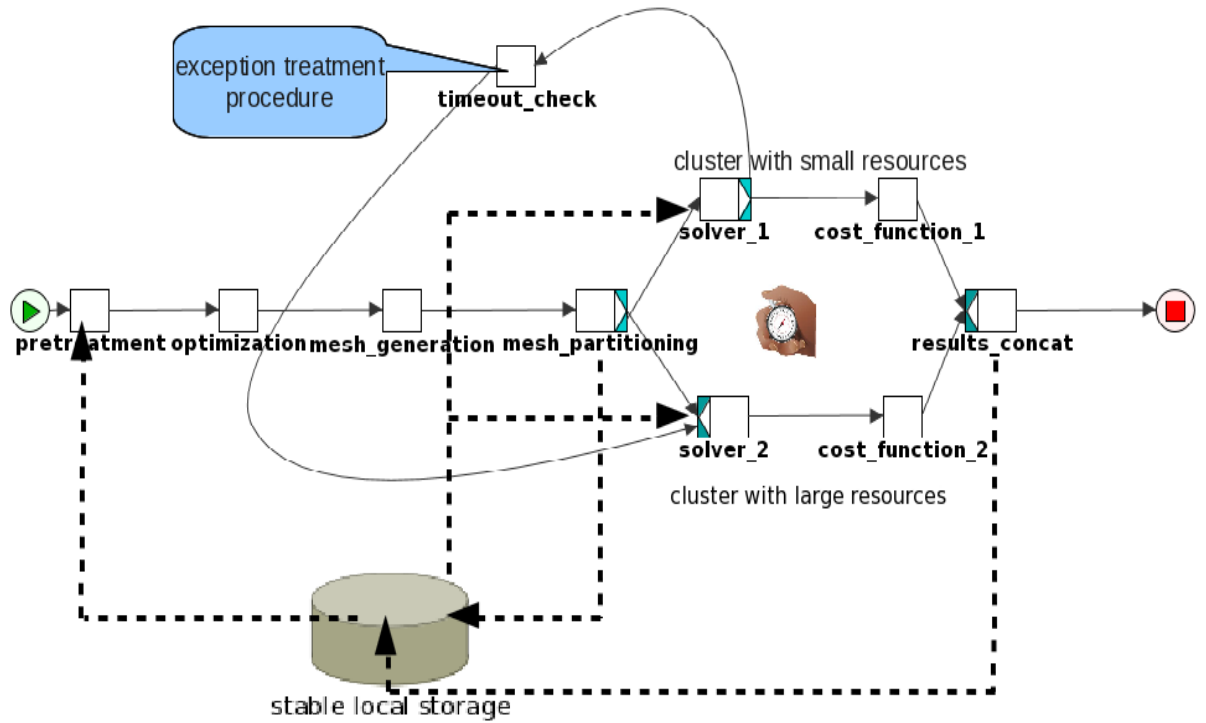 exception treatment
procedure
timeout_check
cluster with small resources
solver_1
cost_function_1
pretreatment
optimization
mesh_generation
mesh_partitioning
results_concat
solver_2
cost_function_2
cluster with large resources
stable local storage